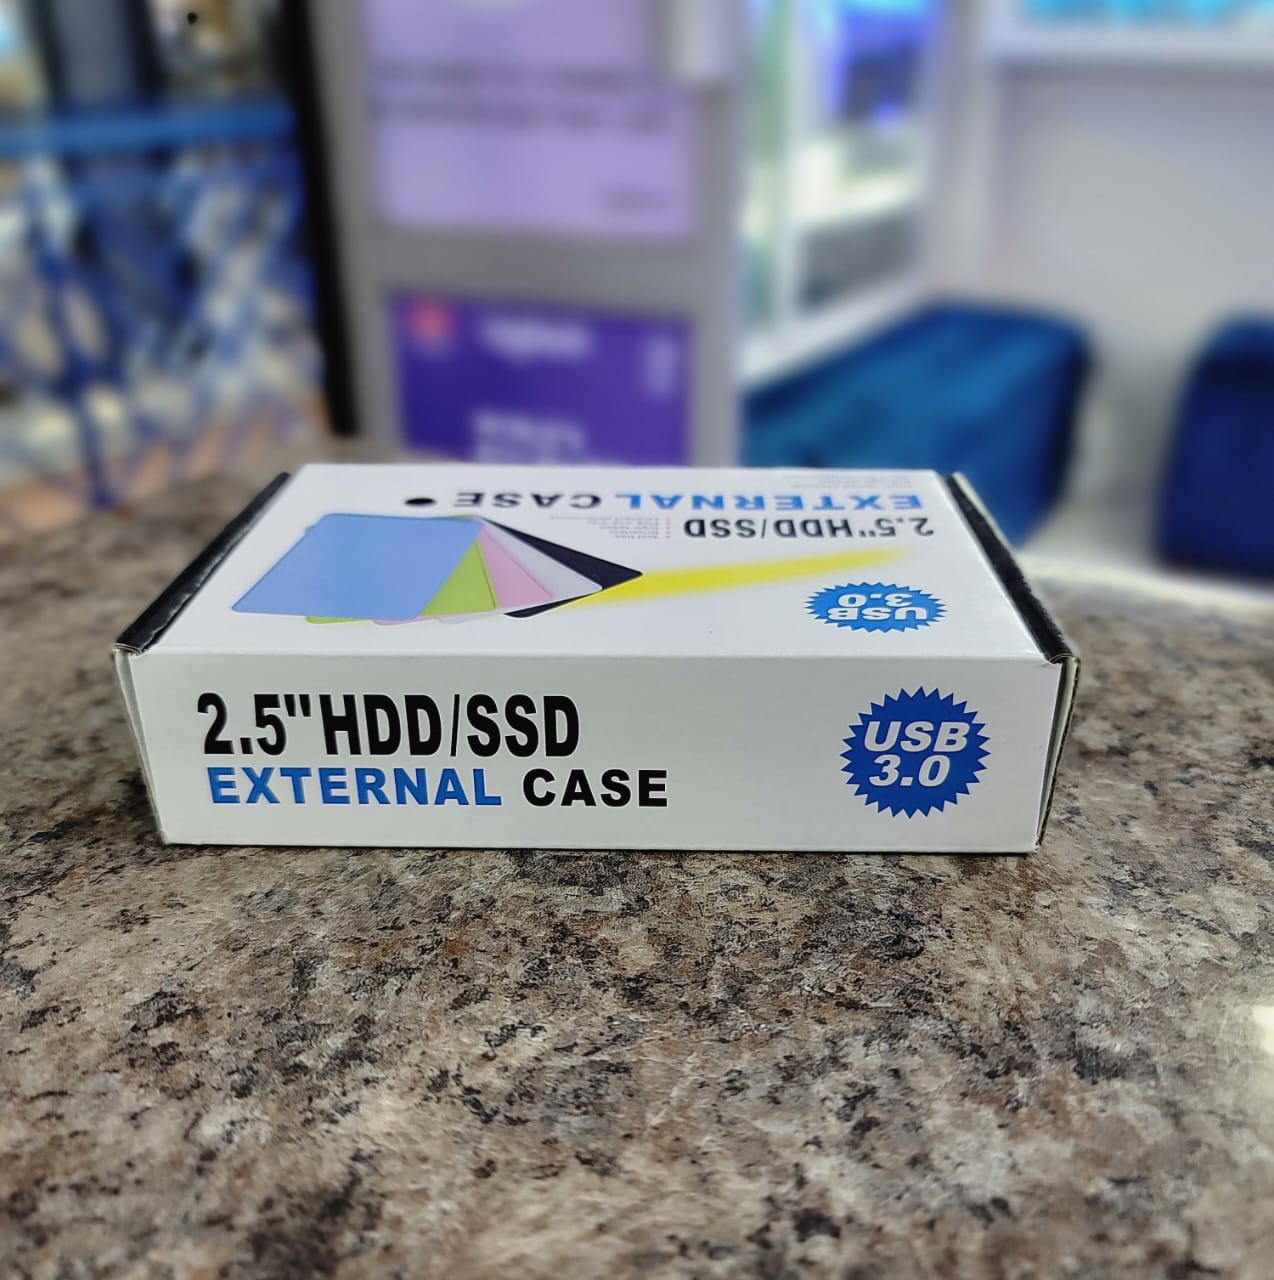 EXTERNAL CASE
2.5"HDD/SSD
USB
3.0
2.5"HDD/SSD
EXTERNAL CASE
USB
3.0